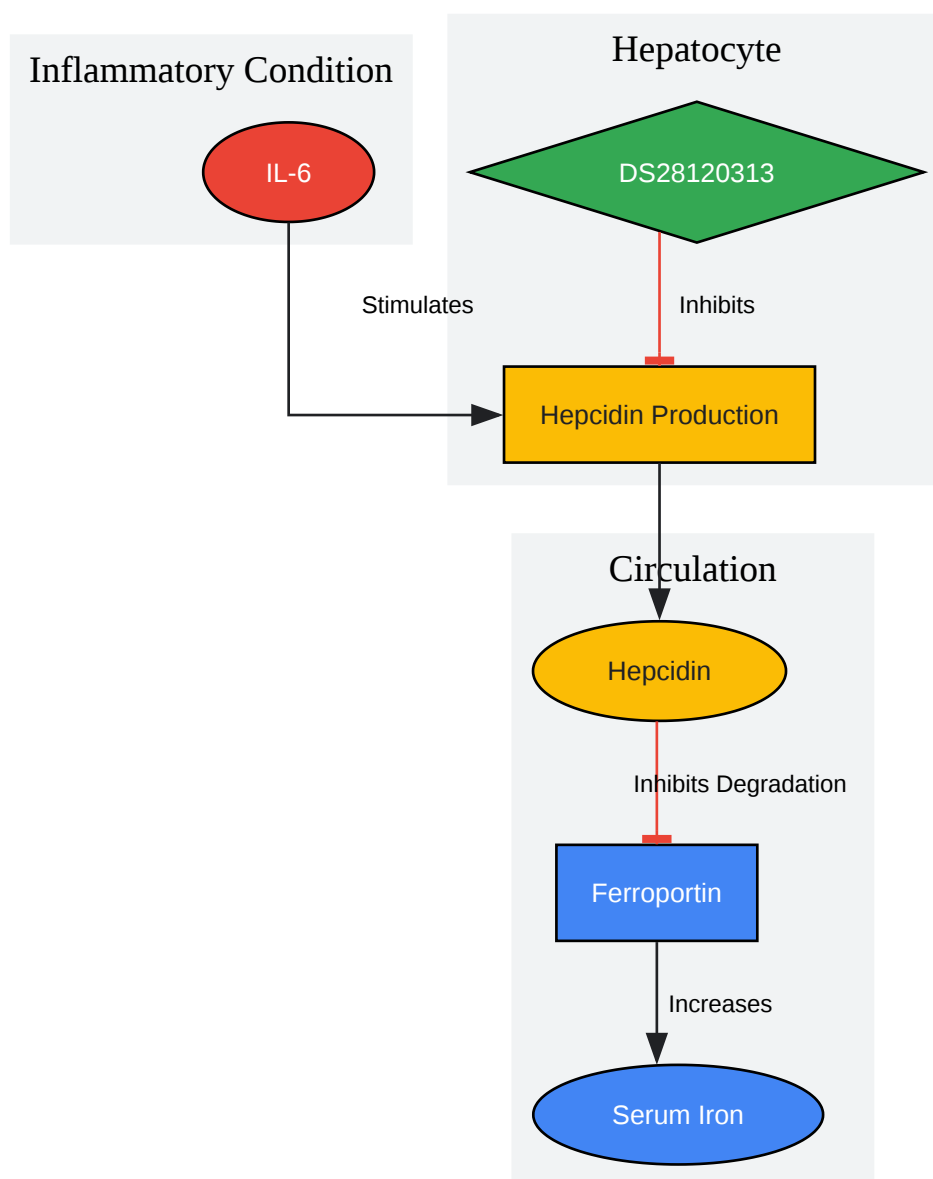 Inflammatory Condition
Hepatocyte
IL-6
DS28120313
Stimulates
Inhibits
Hepcidin Production
Circulation
Hepcidin
Inhibits Degradation
Ferroportin
Increases
Serum Iron